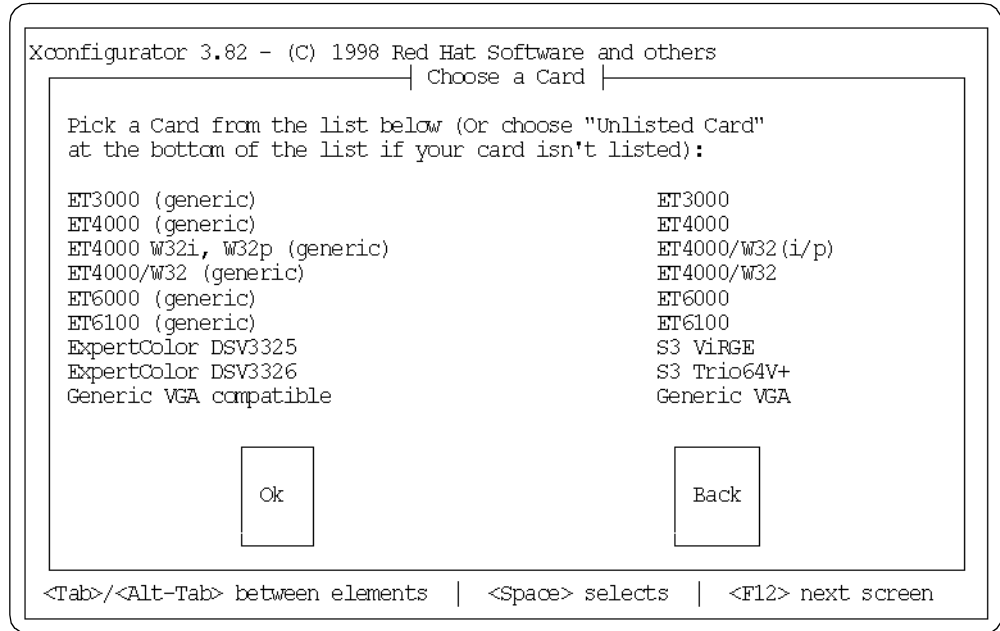 Xconfigurator 3.82 - (C) 1998 Red Hat Software and others
Choose a Card
Pick a Card from the list below (Or choose "Unlisted Card"
at the bottom of the list if your card isn't listed):
ET3000 (generic) ET3000
ET4000 (generic) ET4000
ET4000 W32i, W32p (generic) ET4000/W32(i/p)
ET4000/W32 (generic) ET4000/W32
ET6000 (generic) ET6000
ET6100 (generic) ET6100
ExpertColor DSV3325 S3 ViRGE
ExpertColor DSV3326 S3 Trio64V+
Generic VGA compatible Generic VGA
Ok Back
<Tab>/<Alt-Tab> between elements | <Space> selects | <F12> next screen